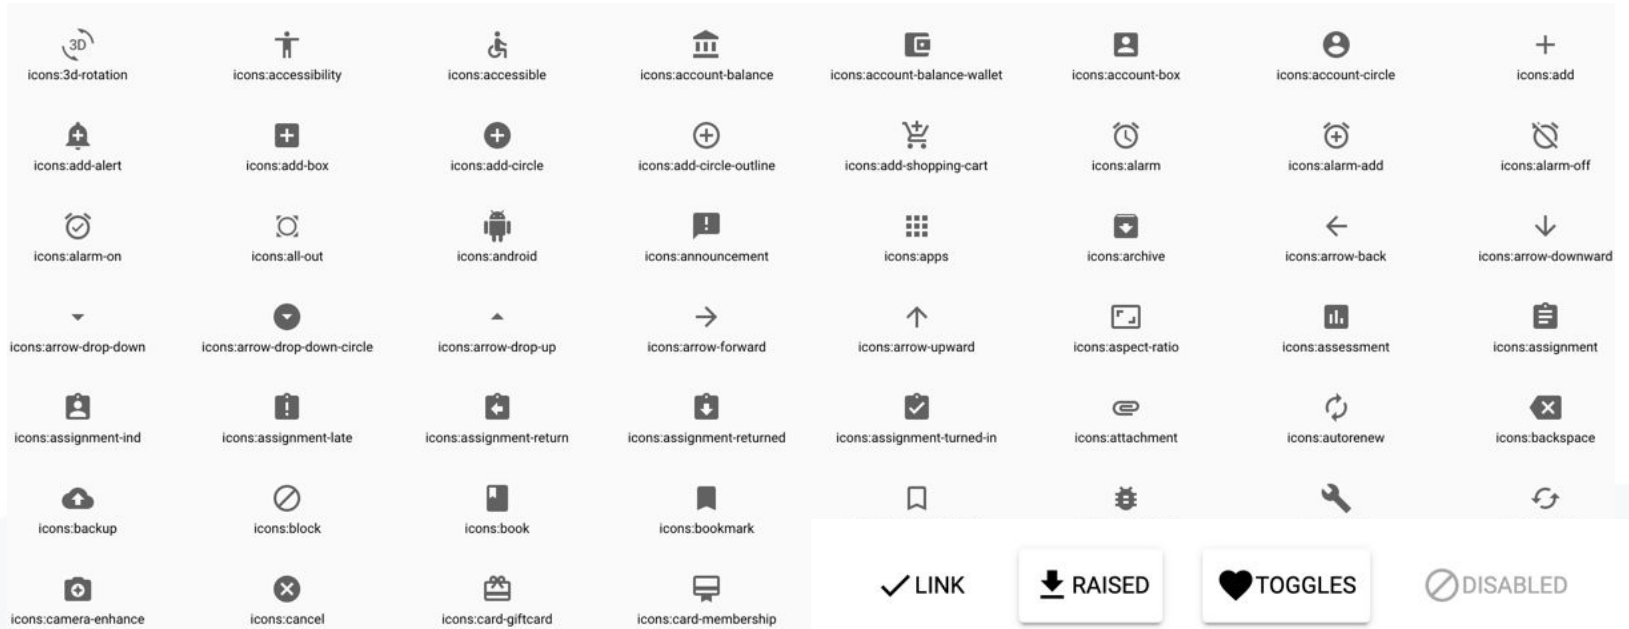 3D
icons:3d-rotation icons:accessibility icons:accessible icons:account-balance icons:account-balance-wallet icons:account-box icons:account-circle icons:add
icons:add-alert icons:add-box icons:add-circle icons:add-circle-outline icons:add-shopping-cart icons:alarm icons:alarm-add icons:alarm-off
icons:alarm-on icons:all-out icons:android icons:announcement icons:apps icons:archive icons:arrow-back icons:arrow-downward
icons:arrow-drop-down icons:arrow-drop-down-circle icons:arrow-drop-up icons:arrow-forward icons:arrow-upward icons:aspect-ratio icons:assessment icons:assignment
icons:assignment-ind icons:assignment-late icons:assignment-return icons:assignment-returned icons:assignment-turned-in icons:attachment icons:autorenew icons:backspace
icons:backup icons:block icons:book icons:bookmark
LINK RAISED TOGGLES DISABLED
icons:camera-enhance icons:cancel icons:card-giftcard icons:card-membership